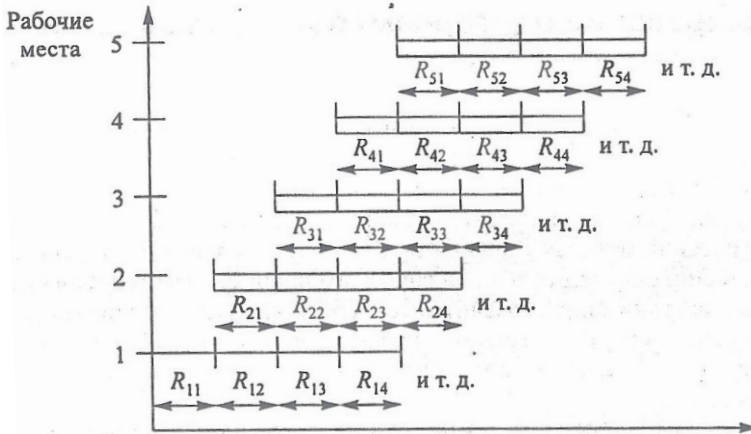 Рабочие
места
5
R51 R52 R53 R54 и т. д.
4
R41 R42 R43 R44 и т. д.
3
R31 R32 R33 R34 и т. д.
2
R21 R22 R23 R24 и т. д.
1
R11 R12 R13 R14 и т. д.